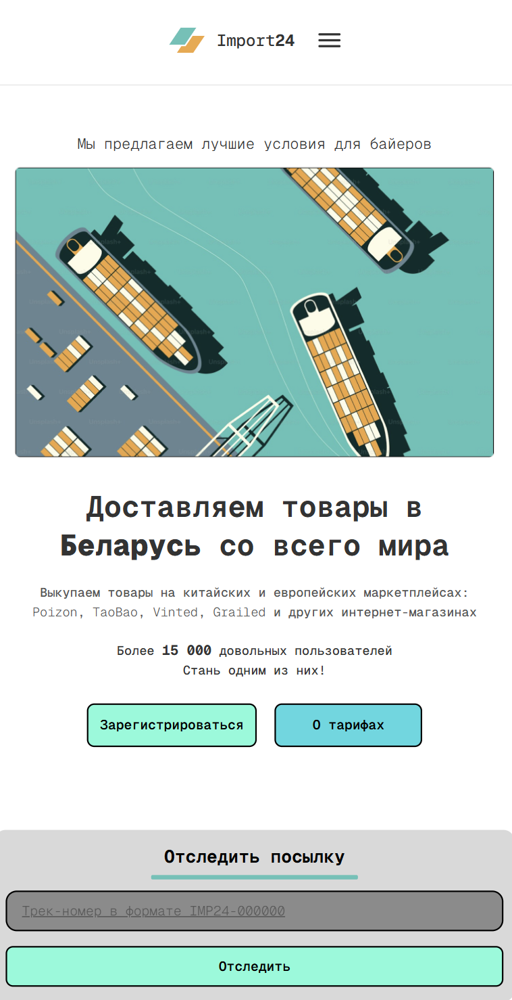 Import24
Мы предлагаем лучшие условия для байеров
Доставляем товары в
Беларусь со всего мира
Выкупаем товары на китайских и европейских маркетплейсах:
Poizon, TaoBao, Vinted, Grailed и других интернет-магазинах
Более 15 000 довольных пользователей
Стань одним из них!
Зарегистрироваться
О тарифах
Отследить посылку
Трек-номер в формате IMP24-000000
Отследить